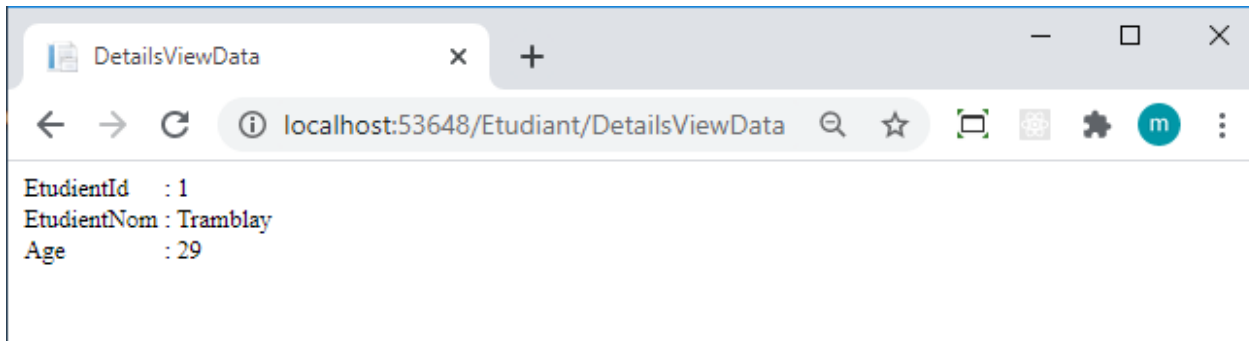 DetailsViewData
localhost:53648/Etudiant/DetailsViewData
m
EtudientId : 1
EtudientNom : Tramblay
Age : 29